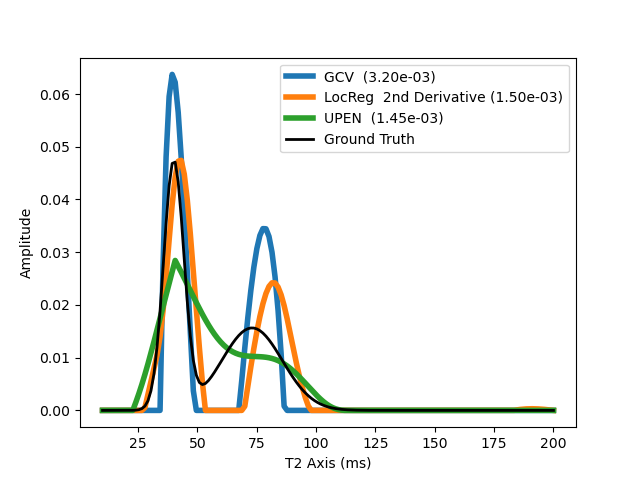 GCV (3.20e-03)
LocReg 2nd Derivative (1.50e-03)
UPEN (1.45e-03)
Ground Truth
0.06
0.05
0.04
0.03
0.02
0.01
0.00
Amplitude
25 50 75 100 125 150 175 200
T2 Axis (ms)